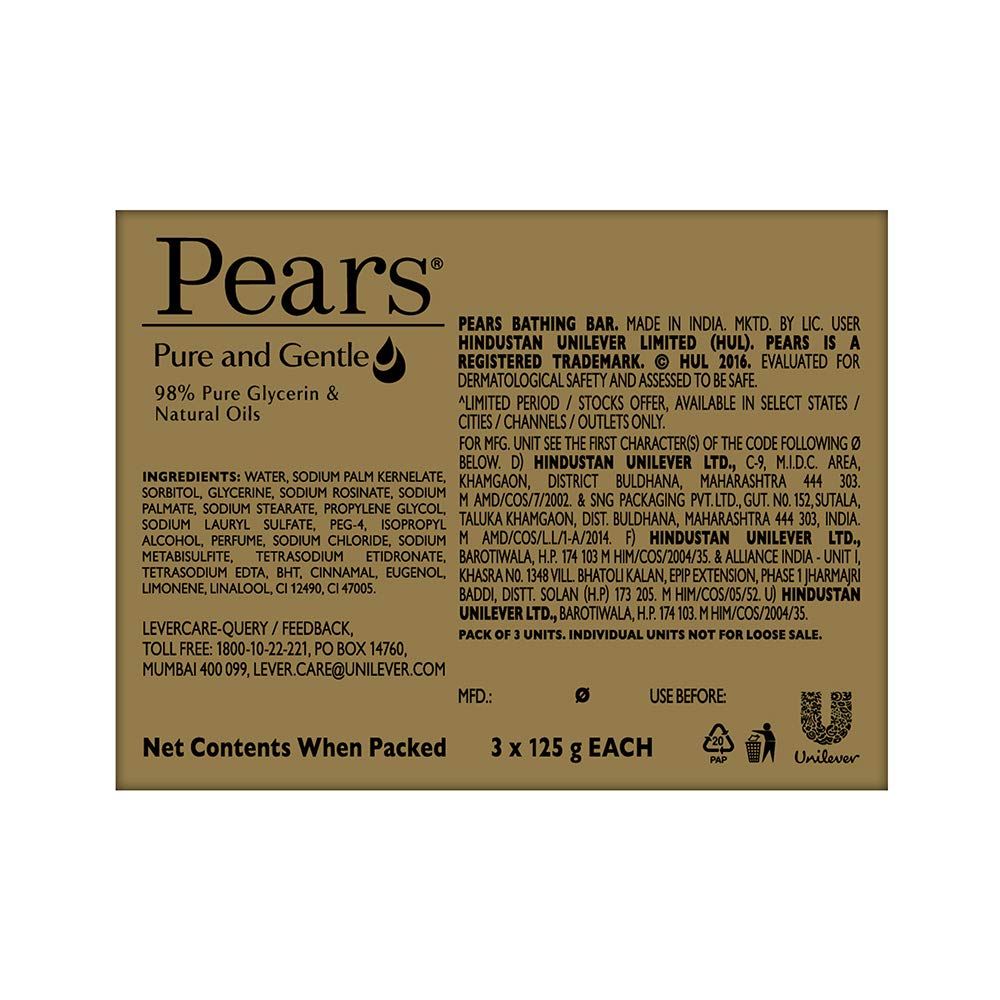 Pears®
Pure and Gentle
98% Pure Glycerin &
Natural Oils
INGREDIENTS: WATER, SODIUM PALM KERNELATE,
SORBITOL, GLYCERINE, SODIUM ROSINATE, SODIUM
PALMATE, SODIUM STEARATE, PROPYLENE GLYCOL,
SODIUM LAURYL SULFATE, PEG-4, ISOPROPYL
ALCOHOL, PERFUME, SODIUM CHLORIDE, SODIUM
METABISULFITE, TETRASODIUM ETIDRONATE,
TETRASODIUM EDTA, BHT, CINNAMAL, EUGENOL,
LIMONENE, LINALOOL, CI 12490, CI 47005.
LEVERCARE-QUERY / FEEDBACK,
TOLL FREE: 1800-10-22-221, PO BOX 14760,
MUMBAI 400 099, LEVER.CARE@UNILEVER.COM
PEARS BATHING BAR. MADE IN INDIA. MKTD. BY LIC. USER
HINDUSTAN UNILEVER LIMITED (HUL). PEARS IS A
REGISTERED TRADEMARK. © HUL 2016. EVALUATED FOR
DERMATOLOGICAL SAFETY AND ASSESSED TO BE SAFE.
^LIMITED PERIOD / STOCKS OFFER, AVAILABLE IN SELECT STATES /
CITIES / CHANNELS / OUTLETS ONLY.
FOR MFG. UNIT SEE THE FIRST CHARACTER(S) OF THE CODE FOLLOWING Ø
BELOW. D) HINDUSTAN UNILEVER LTD., C-9, M.I.D.C. AREA,
KHAMGAON, DISTRICT BULDHANA, MAHARASHTRA 444 303.
M AMD/COS/7/2002. & SNG PACKAGING PVT. LTD., GUT. N0. 152, SUTALA,
TALUKA KHAMGAON, DIST. BULDHANA, MAHARASHTRA 444 303, INDIA.
M AMD/COS/L.L/1-A/2014. F) HINDUSTAN UNILEVER LTD.,
BAROTIWALA, H.P. 174 103 M HIM/COS/2004/35. & ALLIANCE INDIA - UNIT I,
KHASRA N0. 1348 VILL. BHATOLI KALAN, EPIP EXTENSION, PHASE 1 JHARMAJRI
BADDI, DISTT. SOLAN (H.P) 173 205. M HIM/COS/05/52. U) HINDUSTAN
UNILEVER LTD., BAROTIWALA, H.P. 174 103. M HIM/COS/2004/35.
PACK OF 3 UNITS. INDIVIDUAL UNITS NOT FOR LOOSE SALE.
MFD.: Ø USE BEFORE:
Net Contents When Packed 3 x 125 g EACH
20
PAP
Unilever